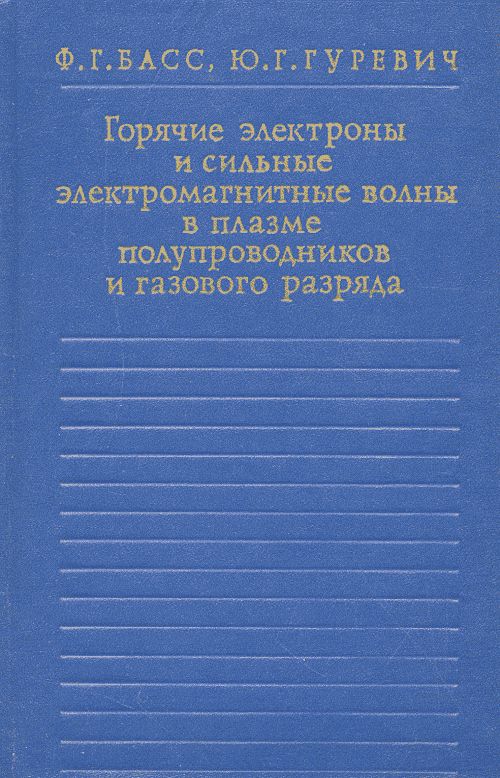 Ф.Г.БАСС, Ю.Г.ГУРЕВИЧ
Горячие электроны
и сильные
электромагнитные волны
в плазме
полупроводников
и газового разряда